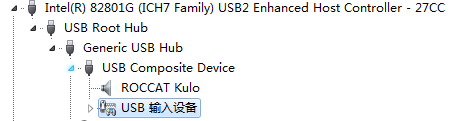 Intel(R) 82801G (ICH7 Family) USB2 Enhanced Host Controller - 27CC
USB Root Hub
Generic USB Hub
USB Composite Device
ROCCAT Kulo
USB 输入设备